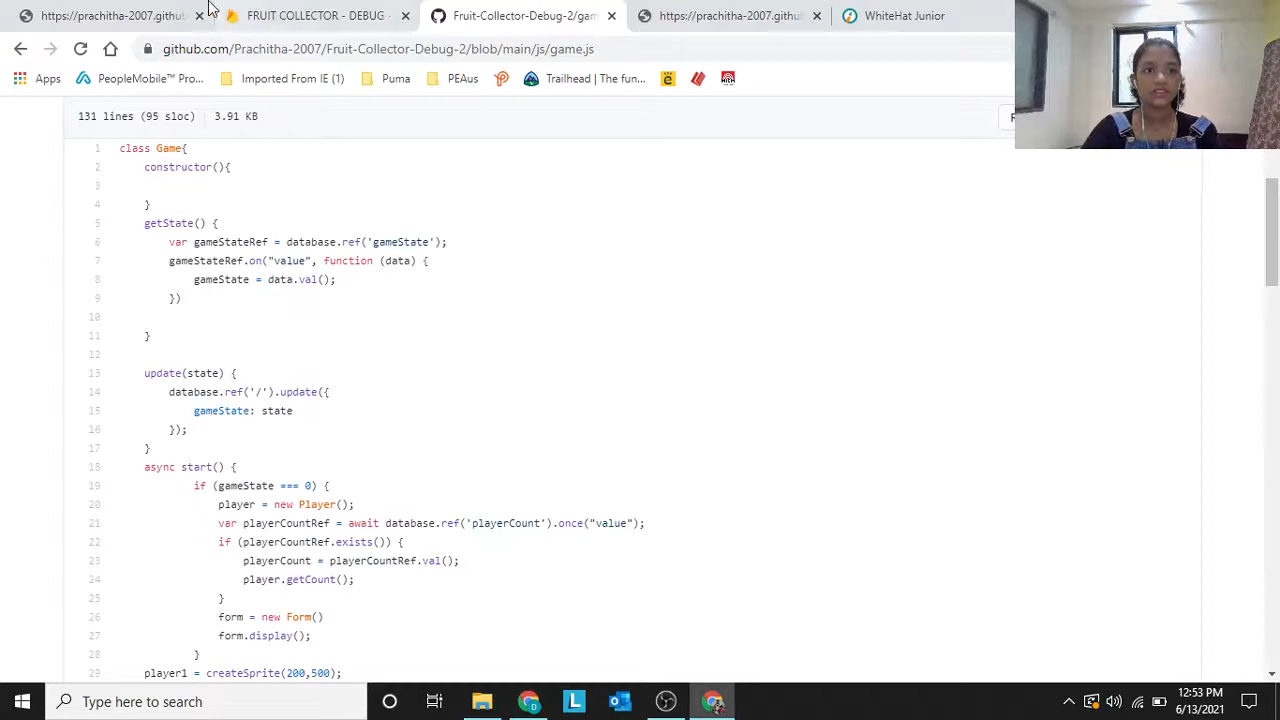 https://prachitha-2007.github
FRUIT COLLECTOR - DEBUG -
Fruit-Collector-Debug-2/gam
https://prachitha-2007.github
WhiteHat Junior
github.com/Prachitha-2007/Fruit-Collector-Debug-2/blob/main/js/game.js
Apps
PeopleMobile™ Pro...
Imported From IE (1)
Puma
PEAus
Trailhead | The fun...
131 lines (95 sloc) 3.91 KB
1 class Game{
2 constructor(){
3
4 }
5 getState() {
6 var gameStateRef = database.ref('gameState');
7 gameStateRef.on("value", function (data) {
8 gameState = data.val();
9 })
10
11 }
12
13 update(state) {
14 database.ref('/').update({
15 gameState: state
16 });
17 }
18 async start() {
19 if (gameState === 0) {
20 player = new Player();
21 var playerCountRef = await database.ref('playerCount').once("value");
22 if (playerCountRef.exists()) {
23 playerCount = playerCountRef.val();
24 player.getCount();
25 }
26 form = new Form()
27 form.display();
28 }
29 player1 = createSprite(200,500);
Type here to search
12:53 PM
6/13/2021